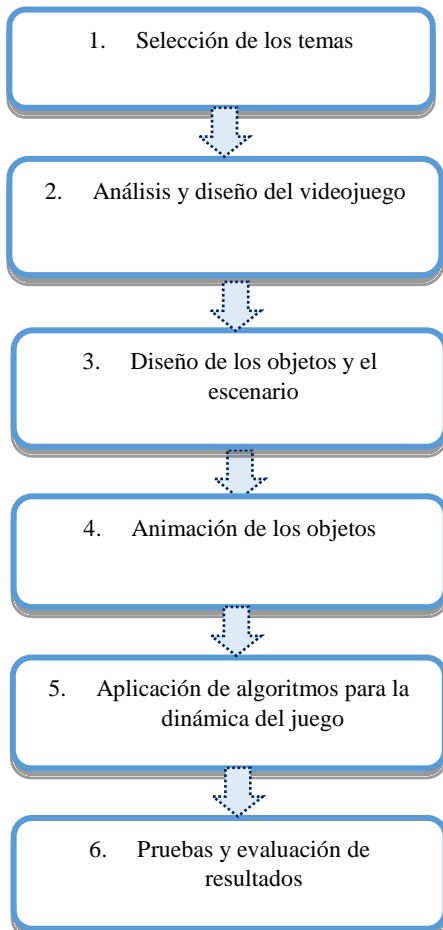 1. Selección de los temas
2. Análisis y diseño del videojuego
3. Diseño de los objetos y el
escenario
4. Animación de los objetos
5. Aplicación de algoritmos para la
dinámica del juego
6. Pruebas y evaluación de
resultados